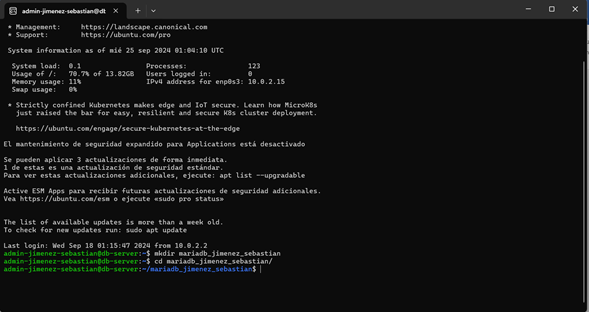 admin-jimenez-sebastian@dt
* Management: https://landscape.canonical.com
* Support: https://ubuntu.com/pro
System information as of mié 25 sep 2024 01:04:10 UTC
System load: 0.1 Processes: 123
Usage of /: 70.7% of 13.82GB Users logged in: 0
Memory usage: 11% IPv4 address for enp0s3: 10.0.2.15
Swap usage: 0%
* Strictly confined Kubernetes makes edge and IoT secure. Learn how MicroK8s
just raised the bar for easy, resilient and secure K8s cluster deployment.
https://ubuntu.com/engage/secure-kubernetes-at-the-edge
El mantenimiento de seguridad expandido para Applications está desactivado
Se pueden aplicar 3 actualizaciones de forma inmediata.
1 de estas es una actualización de seguridad estándar.
Para ver estas actualizaciones adicionales, ejecute: apt list --upgradable
Active ESM Apps para recibir futuras actualizaciones de seguridad adicionales.
Vea https://ubuntu.com/esm o ejecute «sudo pro status»
The list of available updates is more than a week old.
To check for new updates run: sudo apt update
Last login: Wed Sep 18 01:15:47 2024 from 10.0.2.2
admin-jimenez-sebastian@db-server:~$ mkdir mariadb_jimenez_sebastian
admin-jimenez-sebastian@db-server:~$ cd mariadb_jimenez_sebastian/
admin-jimenez-sebastian@db-server:~/mariadb_jimenez_sebastian$